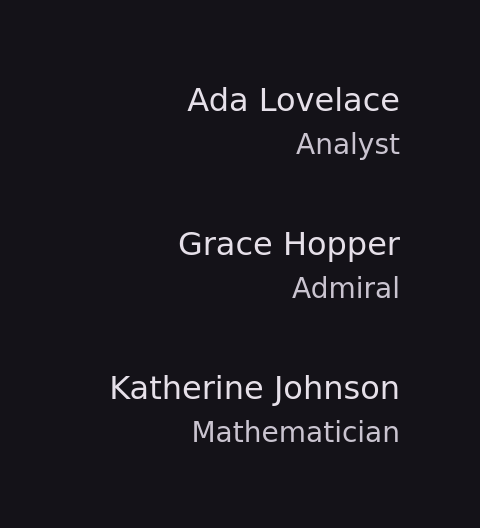 Ada Lovelace
Analyst
Grace Hopper
Admiral
Katherine Johnson
Mathematician